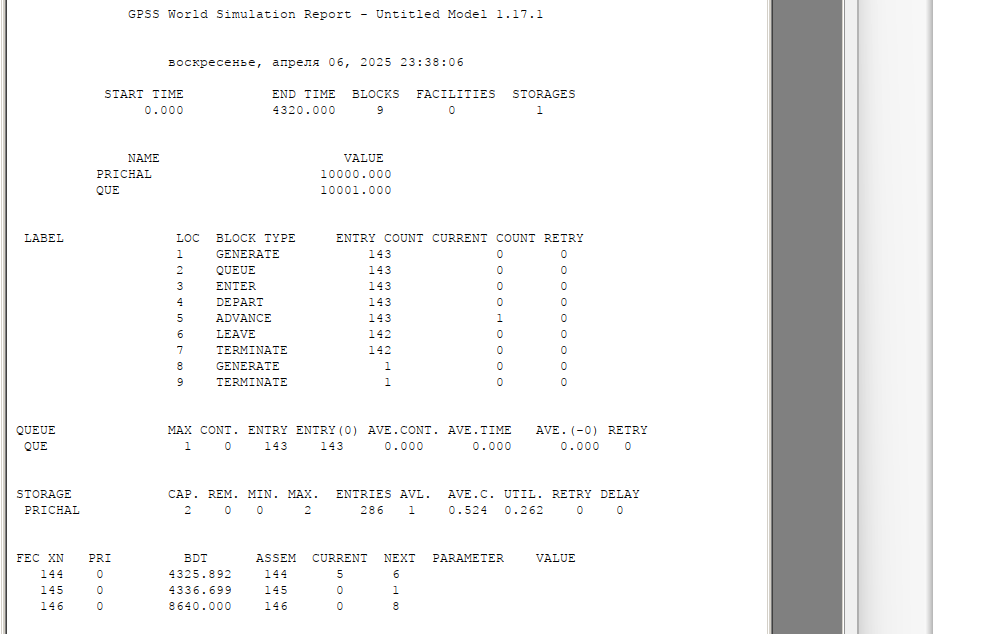 GPSS World Simulation Report - Untitled Model 1.17.1
воскресенье, апреля 06, 2025 23:38:06
START TIME END TIME BLOCKS FACILITIES STORAGES
0.000 4320.000 9 0 1
NAME VALUE
PRICHAL 10000.000
QUE 10001.000
LABEL LOC BLOCK TYPE ENTRY COUNT CURRENT COUNT RETRY
1 GENERATE 143 0 0
2 QUEUE 143 0 0
3 ENTER 143 0 0
4 DEPART 143 0 0
5 ADVANCE 143 1 0
6 LEAVE 142 0 0
7 TERMINATE 142 0 0
8 GENERATE 1 0 0
9 TERMINATE 1 0 0
QUEUE MAX CONT. ENTRY ENTRY(0) AVE.CONT. AVE.TIME AVE.(-0) RETRY
QUE 1 0 143 143 0.000 0.000 0.000 0
STORAGE CAP. REM. MIN. MAX. ENTRIES AVL. AVE.C. UTIL. RETRY DELAY
PRICHAL 2 0 0 2 286 1 0.524 0.262 0 0
FEC XN PRI BDT ASSEM CURRENT NEXT PARAMETER VALUE
144 0 4325.892 144 5 6
145 0 4336.699 145 0 1
146 0 8640.000 146 0 8